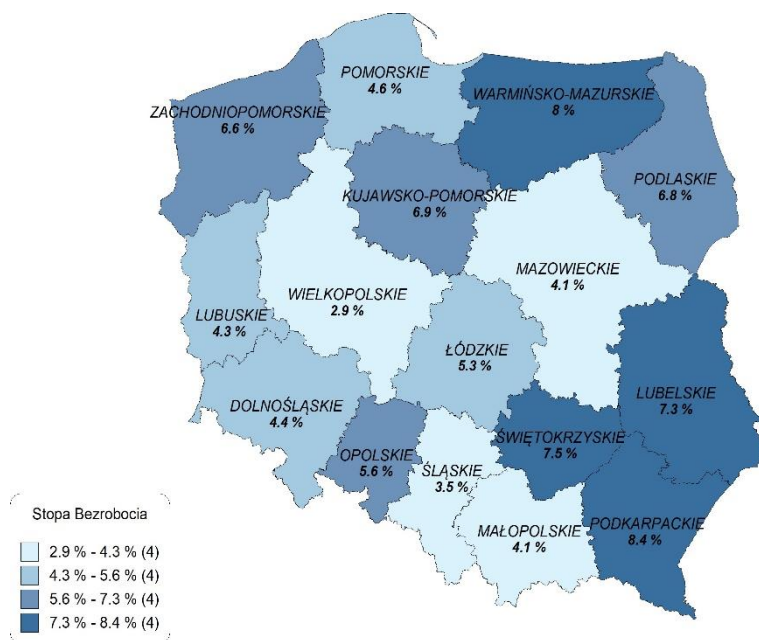 POMORSKIE
4.6 %
WARMIŃSKO-MAZURSKIE
8 %
ZACHODNIOPOMORSKIE
6.6 %
PODLASKIE
6.8 %
KUJAWSKO-POMORSKIE
6.9 %
MAZOWIECKIE
4.1 %
WIELKOPOLSKIE
2.9 %
LUBUSKIE
4.3 %
ŁÓDZKIE
5.3 %
LUBELSKIE
7.3 %
DOLNOŚLĄSKIE
4.4 %
ŚWIĘTOKRZYSKIE
7.5 %
OPOLSKIE
5.6 %
ŚLĄSKIE
3.5 %
MAŁOPOLSKIE
4.1 %
PODKARPACKIE
8.4 %
Stopa Bezrobocia
2.9 % - 4.3 % (4)
4.3 % - 5.6 % (4)
5.6 % - 7.3 % (4)
7.3 % - 8.4 % (4)